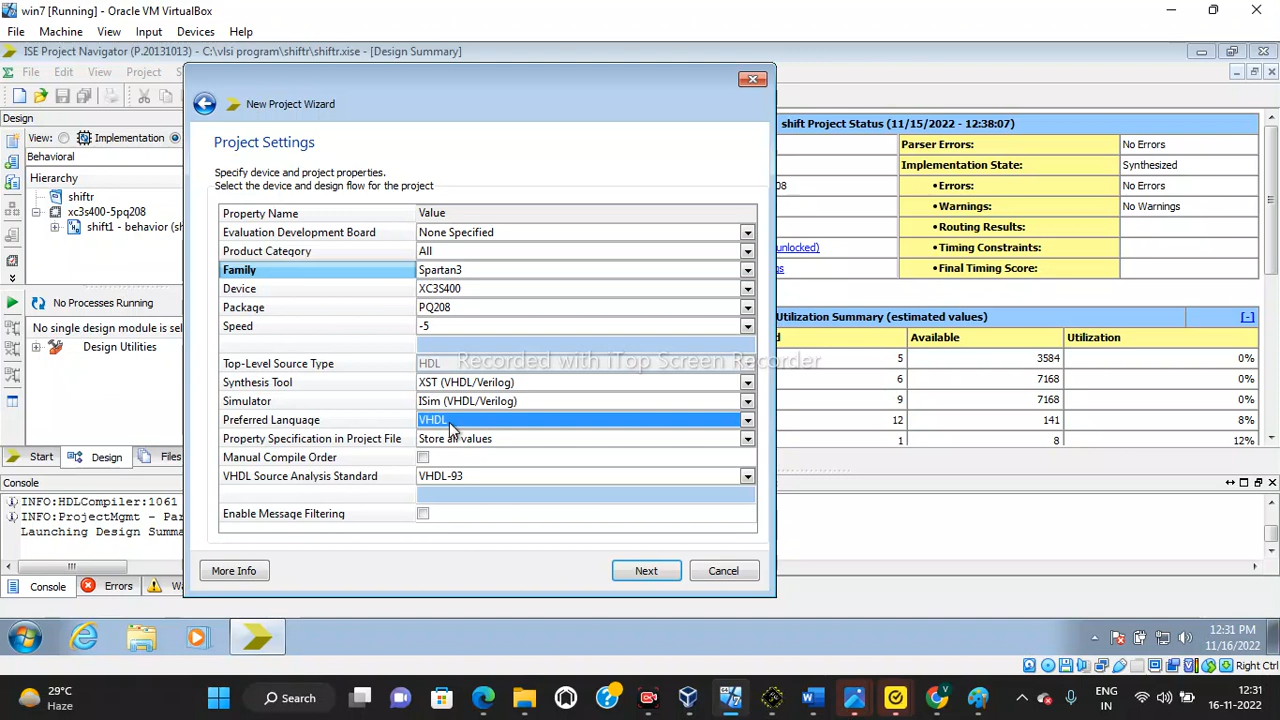 win7 [Running] - Oracle VM VirtualBox
File Machine View Input Devices Help
ISE Project Navigator (P.20131013) - C:\vlsi program\shiftr\shiftr.xise - [Design Summary]
File Edit View Project
New Project Wizard
Design
View: Implementation
Behavioral
Hierarchy
shiftr
xc3s400-5pq208
shift1 - behavior (
No Processes Running
No single design module is sel
Design Utilities
Start Design Files
Project Settings
Specify device and project properties.
Select the device and design flow for the project
Property Name Value
Evaluation Development Board None Specified
Product Category All
Family Spartan3
Device XC3S400
Package PQ208
Speed -5
Top-Level Source Type HDL
Synthesis Tool XST (VHDL/Verilog)
Simulator ISim (VHDL/Verilog)
Preferred Language VHDL
Property Specification in Project File Store all values
Manual Compile Order
VHDL Source Analysis Standard VHDL-93
Enable Message Filtering
More Info Next Cancel
Recorded with iTop Screen Recorder
shift Project Status (11/15/2022 - 12:38:07)
Parser Errors: No Errors
Implementation State: Synthesized
• Errors: No Errors
• Warnings: No Warnings
• Routing Results:
unlocked) • Timing Constraints:
• Final Timing Score:
Utilization Summary (estimated values) [-]
Available Utilization
5 3584 0%
6 7168 0%
9 7168 0%
12 141 8%
1 8 12%
Console
INFO:HDLCompiler:1061
INFO:ProjectMgmt - Par
Launching Design Summa
Console Errors Wa
12:31 PM
11/16/2022
Right Ctrl
29°C
Haze
Search
ENG
IN
12:31
16-11-2022